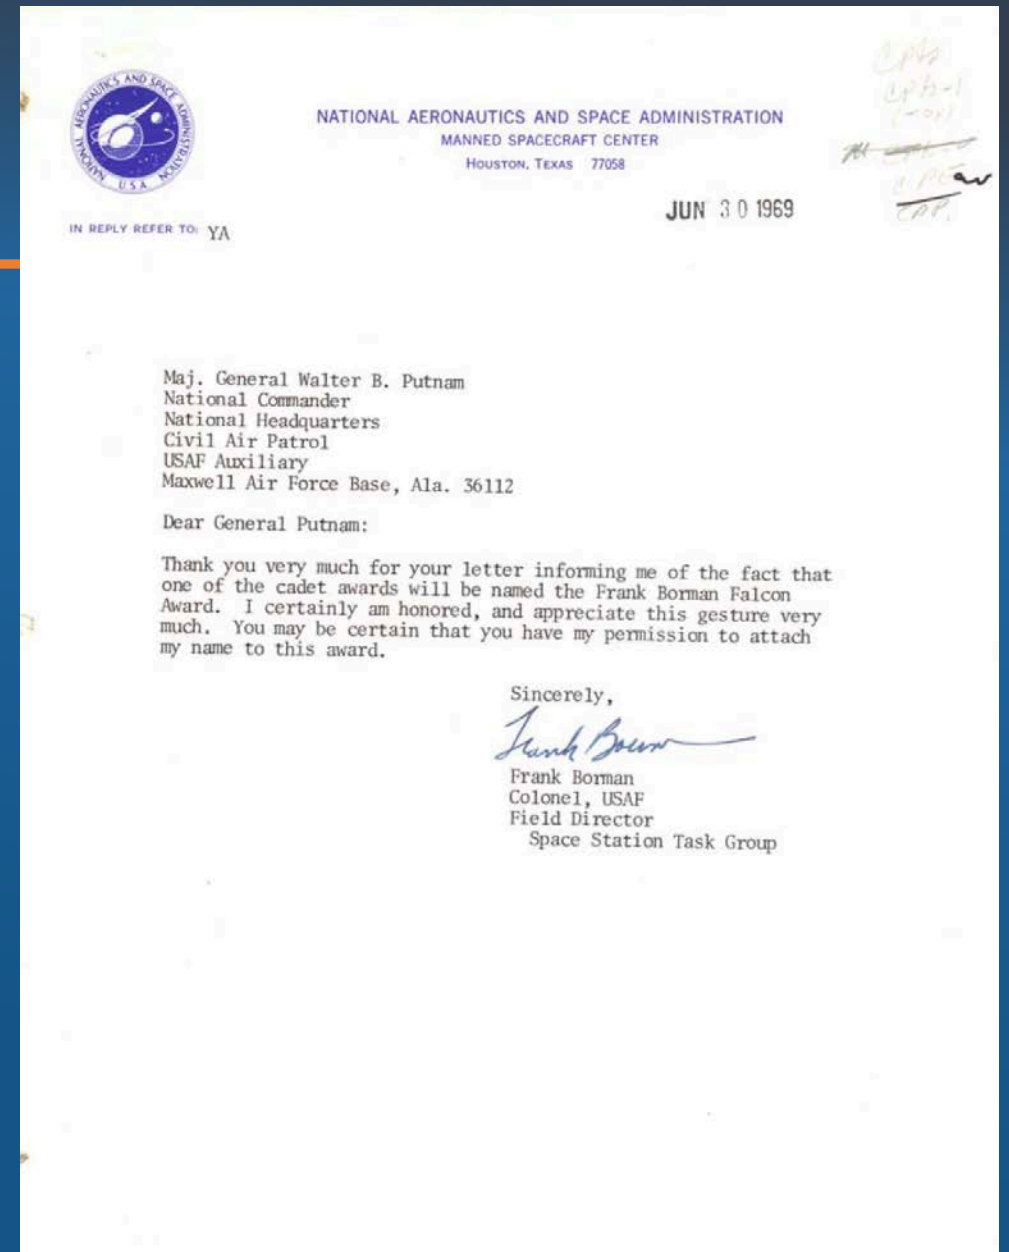 NATIONAL AERONAUTICS AND SPACE ADMINISTRATION
U S A
NATIONAL AERONAUTICS AND SPACE ADMINISTRATION
MANNED SPACECRAFT CENTER
HOUSTON, TEXAS 77058
JUN 30 1969
IN REPLY REFER TO: YA
Maj. General Walter B. Putnam
National Commander
National Headquarters
Civil Air Patrol
USAF Auxiliary
Maxwell Air Force Base, Ala. 36112
Dear General Putnam:
Thank you very much for your letter informing me of the fact that
one of the cadet awards will be named the Frank Borman Falcon
Award. I certainly am honored, and appreciate this gesture very
much. You may be certain that you have my permission to attach
my name to this award.
Sincerely,
Frank Borman
Frank Borman
Colonel, USAF
Field Director
Space Station Task Group